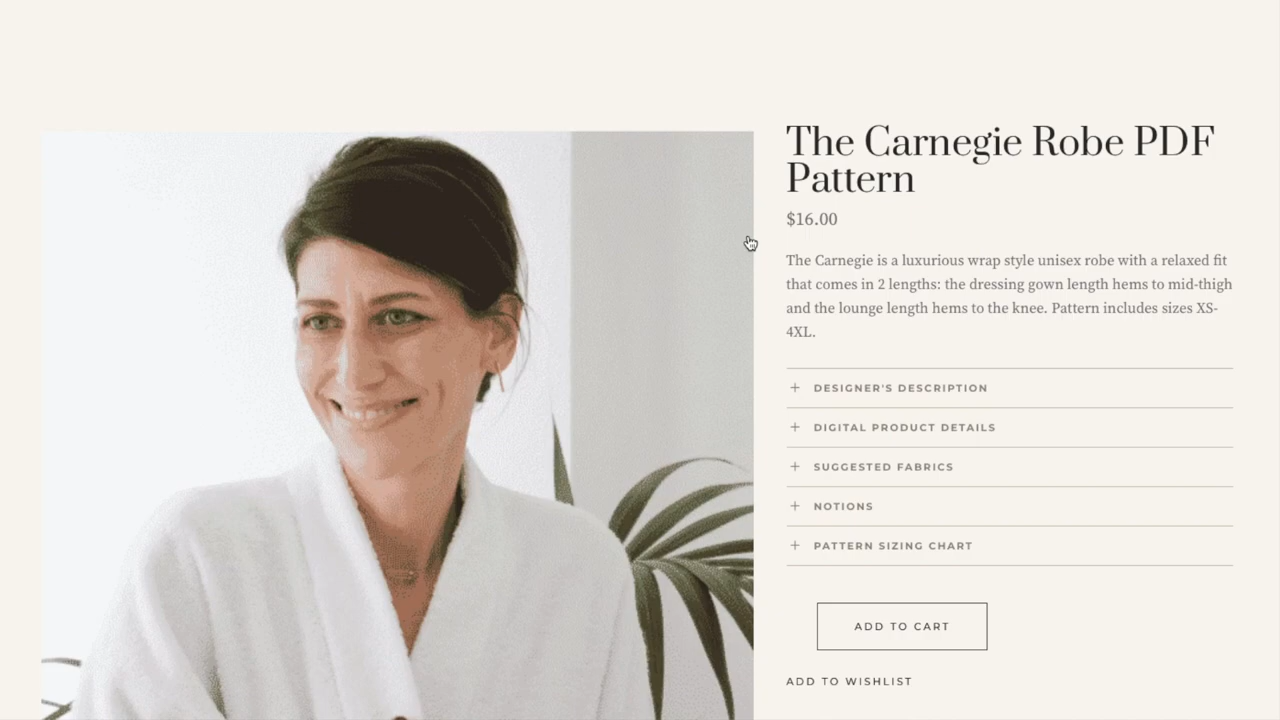 The Carnegie Robe PDF
Pattern
$16.00
The Carnegie is a luxurious wrap style unisex robe with a relaxed fit
that comes in 2 lengths: the dressing gown length hems to mid-thigh
and the lounge length hems to the knee. Pattern includes sizes XS-
4XL.
+ DESIGNER'S DESCRIPTION
+ DIGITAL PRODUCT DETAILS
+ SUGGESTED FABRICS
+ NOTIONS
+ PATTERN SIZING CHART
ADD TO CART
ADD TO WISHLIST